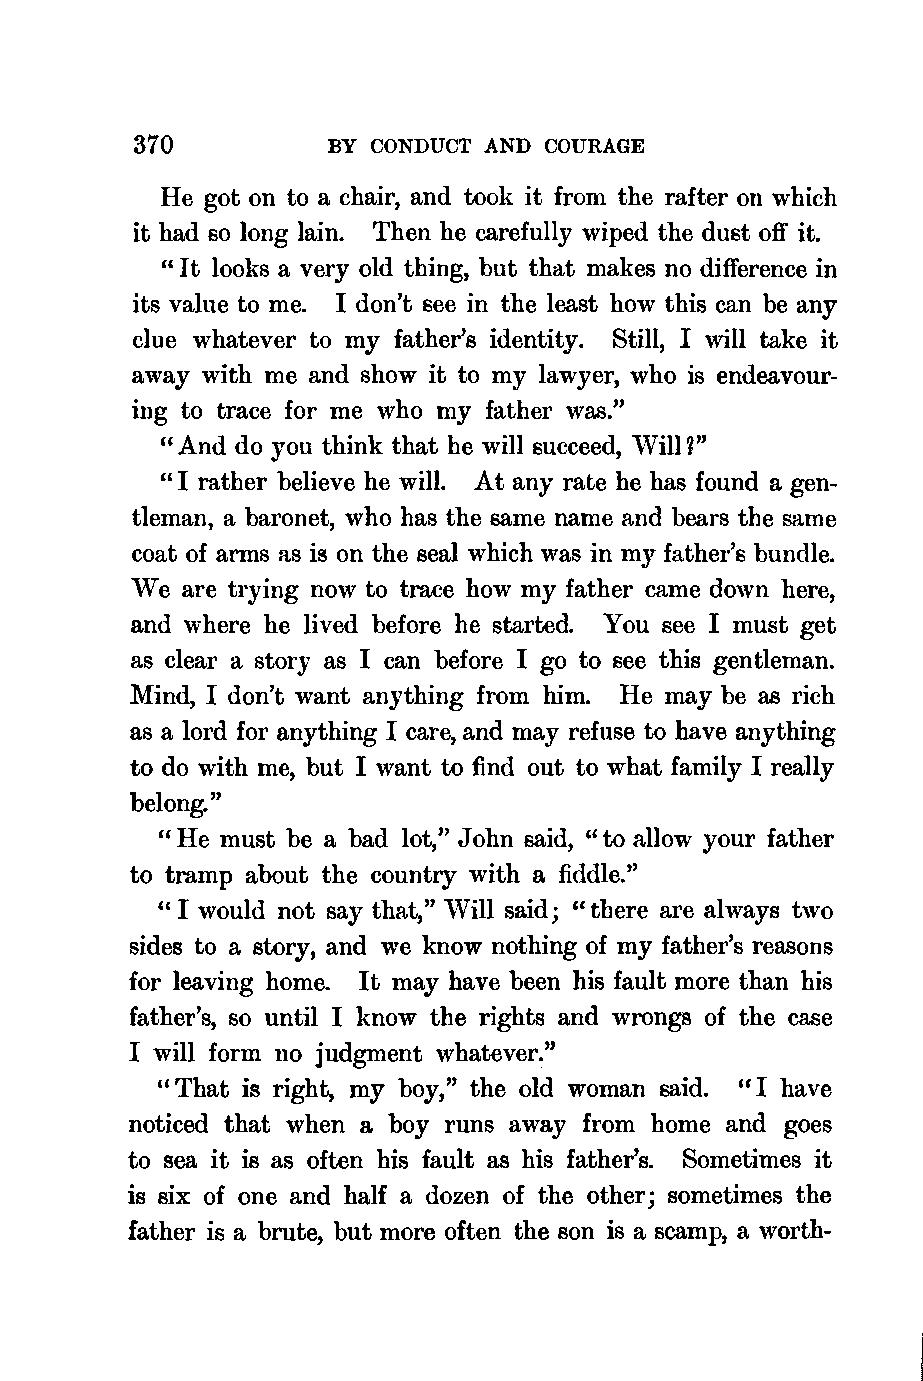 370 BY CONDUCT AND COURAGE
He got on to a chair, and took it from the rafter on which
it had so long lain. Then he carefully wiped the dust off it.
"It looks a very old thing, but that makes no difference in
its value to me. I don't see in the least how this can be any
clue whatever to my father's identity. Still, I will take it
away with me and show it to my lawyer, who is endeavour-
ing to trace for me who my father was."
"And do you think that he will succeed, Will?"
"I rather believe he will. At any rate he has found a gen-
tleman, a baronet, who has the same name and bears the same
coat of arms as is on the seal which was in my father's bundle.
We are trying now to trace how my father came down here,
and where he lived before he started. You see I must get
as clear a story as I can before I go to see this gentleman.
Mind, I don't want anything from him. He may be as rich
as a lord for anything I care, and may refuse to have anything
to do with me, but I want to find out to what family I really
belong."
"He must be a bad lot," John said, "to allow your father
to tramp about the country with a fiddle."
"I would not say that," Will said; "there are always two
sides to a story, and we know nothing of my father's reasons
for leaving home. It may have been his fault more than his
father's, so until I know the rights and wrongs of the case
I will form no judgment whatever."
"That is right, my boy," the old woman said. "I have
noticed that when a boy runs away from home and goes
to sea it is as often his fault as his father's. Sometimes it
is six of one and half a dozen of the other; sometimes the
father is a brute, but more often the son is a scamp, a worth-